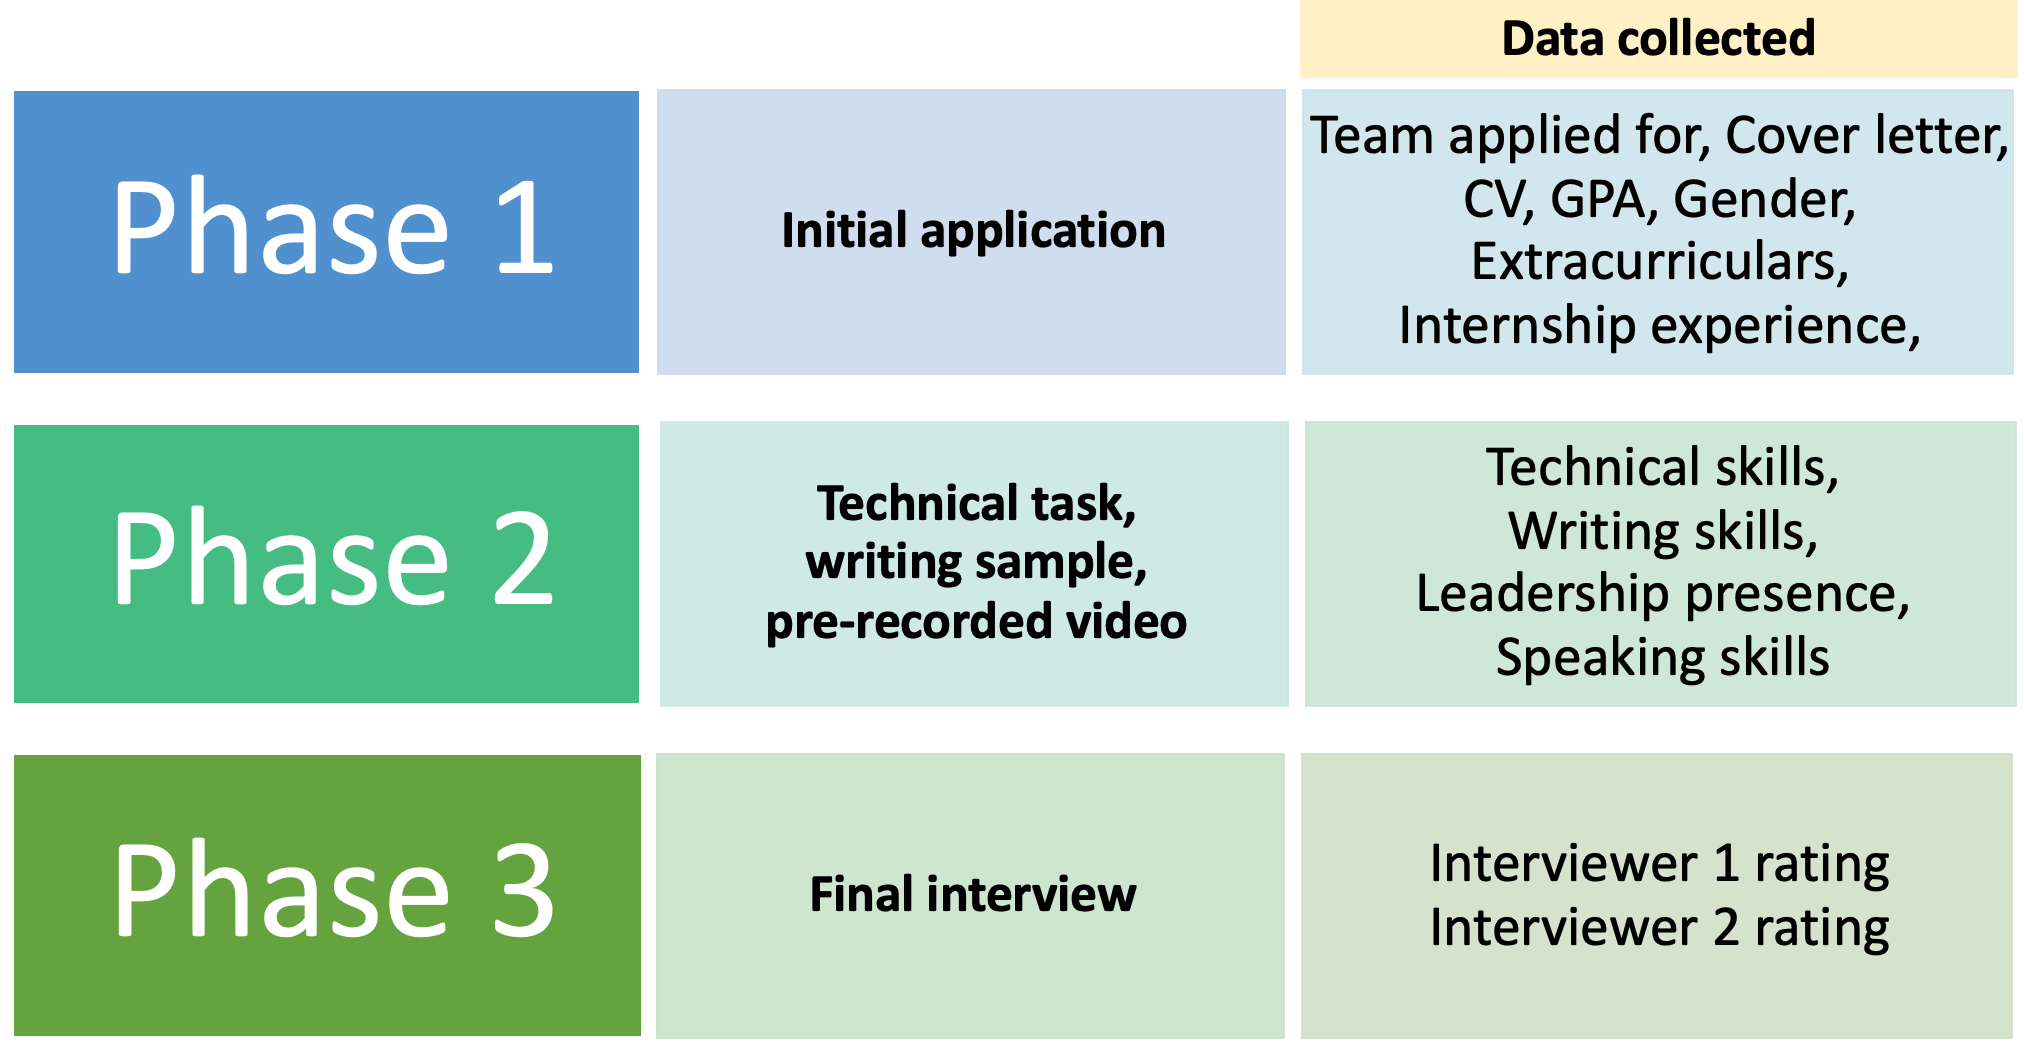 Data collected
Phase 1
Initial application
Team applied for, Cover letter,
CV, GPA, Gender,
Extracurriculars,
Internship experience,
Phase 2
Technical task,
writing sample,
pre-recorded video
Technical skills,
Writing skills,
Leadership presence,
Speaking skills
Phase 3
Final interview
Interviewer 1 rating
Interviewer 2 rating